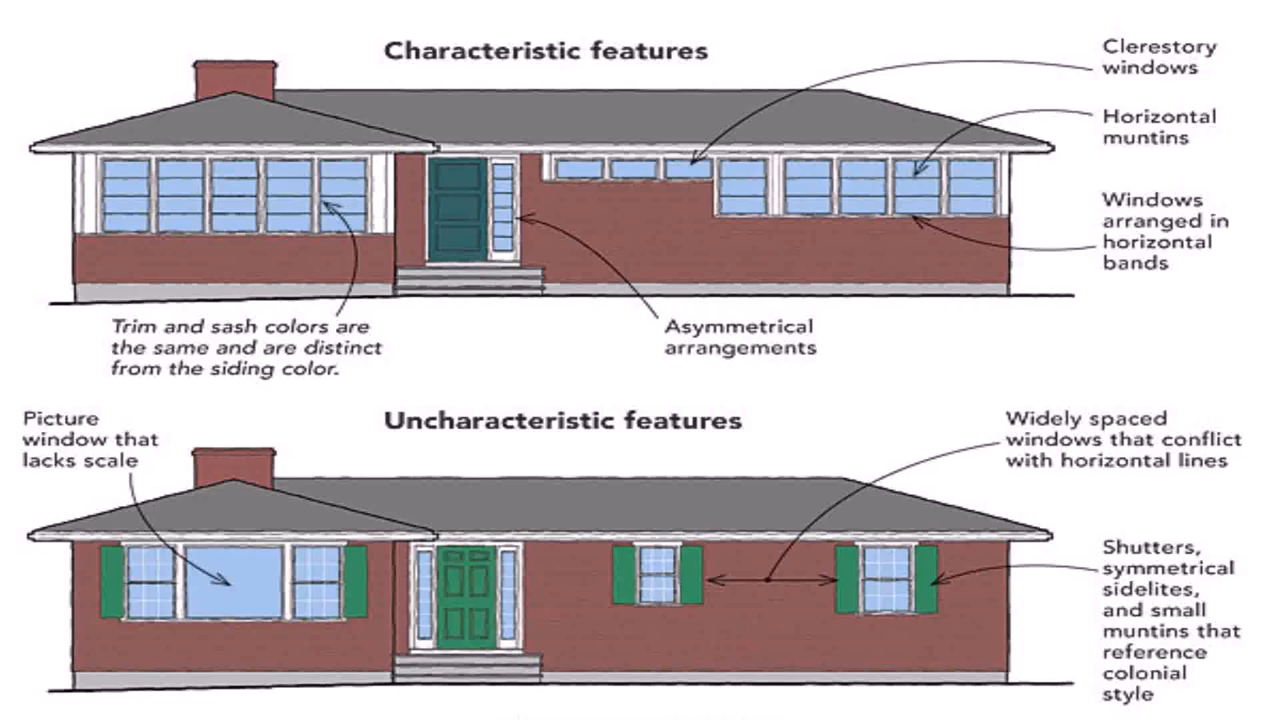 Characteristic features
Clerestory
windows
Horizontal
muntins
Windows
arranged in
horizontal
bands
Trim and sash colors are
the same and are distinct
from the siding color.
Asymmetrical
arrangements
Uncharacteristic features
Picture
window that
lacks scale
Widely spaced
windows that conflict
with horizontal lines
Shutters,
symmetrical
sidelites,
and small
muntins that
reference
colonial
style